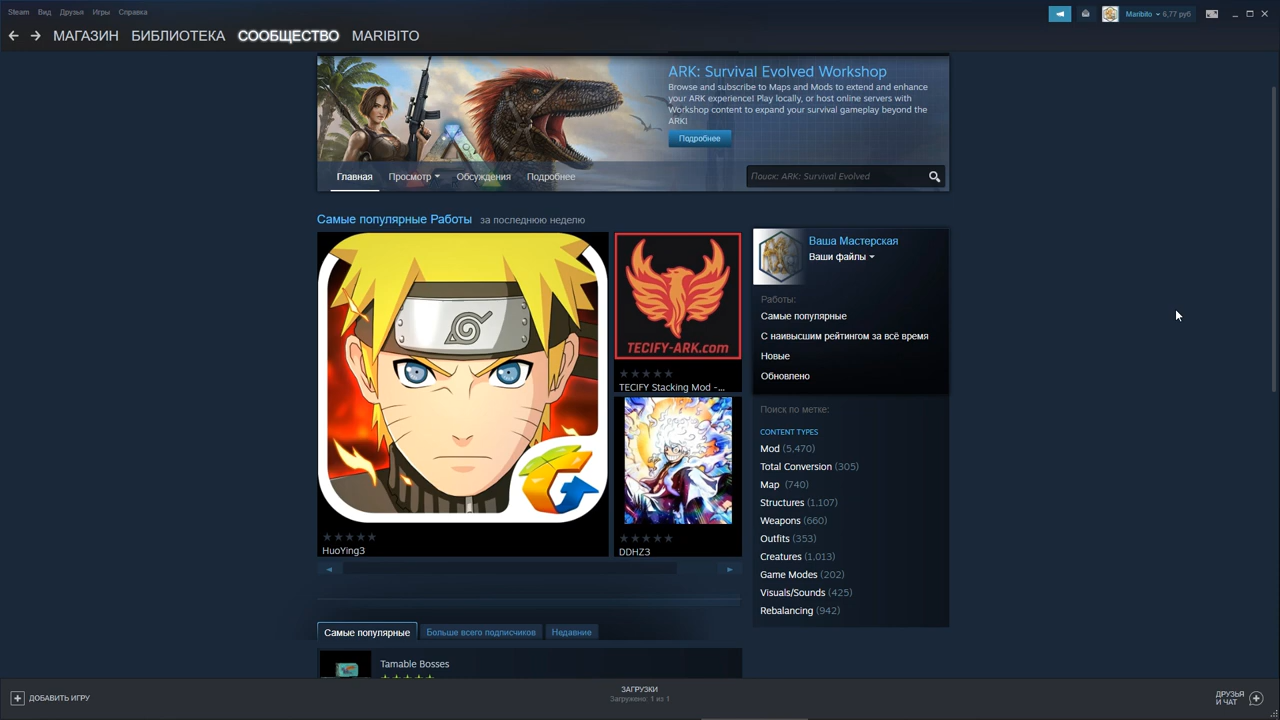 Steam Вид Друзья Игры Справка
Maribito 6,77 руб
МАГАЗИН БИБЛИОТЕКА СООБЩЕСТВО MARIBITO
ARK: Survival Evolved Workshop
Browse and subscribe to Maps and Mods to extend and enhance
your ARK experience! Play locally, or host online servers with
Workshop content to expand your survival gameplay beyond the
ARK!
Подробнее
Главная Просмотр Обсуждения Подробнее
Поиск: ARK: Survival Evolved
Самые популярные Работы за последнюю неделю
TECIFY-ARK.com
TECIFY Stacking Mod -...
HuoYing3
DDHZ3
Ваша Мастерская
Ваши файлы
Работы:
Самые популярные
С наивысшим рейтингом за всё время
Новые
Обновлено
Поиск по метке:
CONTENT TYPES
Mod (5,470)
Total Conversion (305)
Map (740)
Structures (1,107)
Weapons (660)
Outfits (353)
Creatures (1,013)
Game Modes (202)
Visuals/Sounds (425)
Rebalancing (942)
Самые популярные Больше всего подписчиков Недавние
Tamable Bosses
ДОБАВИТЬ ИГРУ
ЗАГРУЗКИ
Загружено: 1 из 1
ДРУЗЬЯ
И ЧАТ